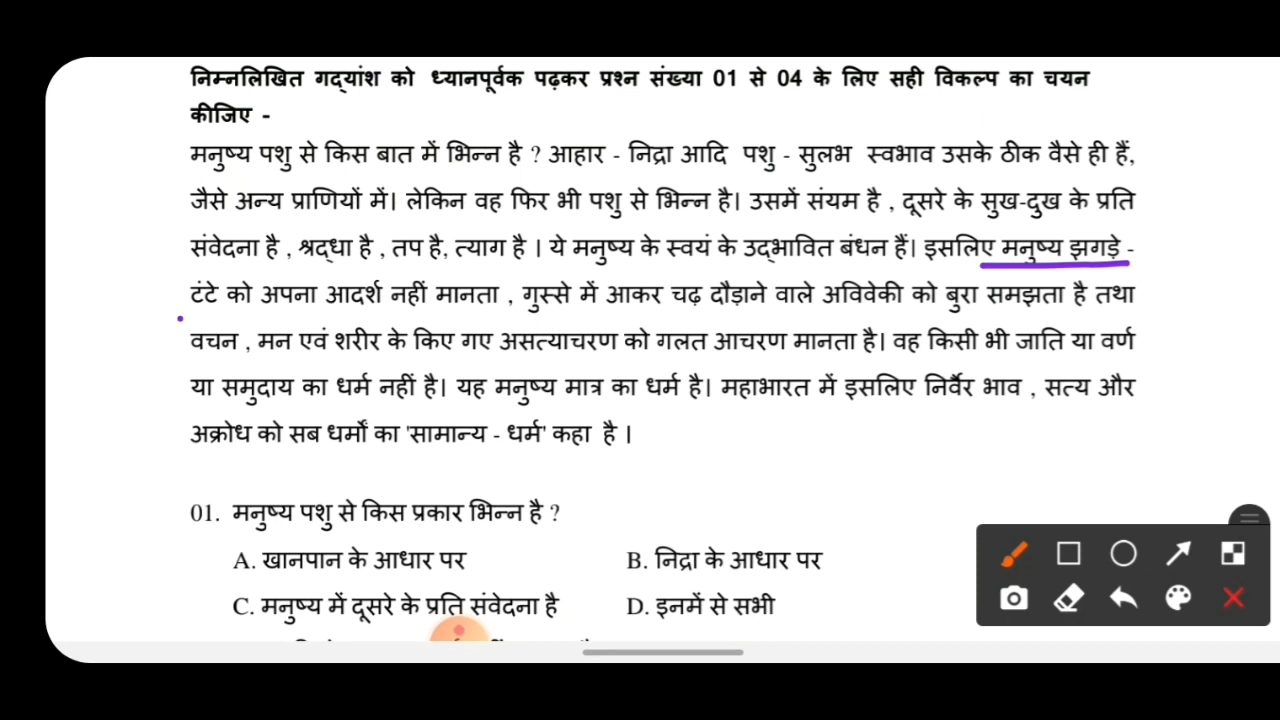 निम्नलिखित गद्यांश को ध्यानपूर्वक पढ़कर प्रश्न संख्या 01 से 04 के लिए सही विकल्प का चयन
कीजिए -
मनुष्य पशु से किस बात में भिन्न है ? आहार - निद्रा आदि पशु - सुलभ स्वभाव उसके ठीक वैसे ही हैं,
जैसे अन्य प्राणियों में। लेकिन वह फिर भी पशु से भिन्न है। उसमें संयम है , दूसरे के सुख-दुख के प्रति
संवेदना है , श्रद्धा है , तप है, त्याग है । ये मनुष्य के स्वयं के उद्भावित बंधन हैं। इसलिए मनुष्य झगड़े -
टंटे को अपना आदर्श नहीं मानता , गुस्से में आकर चढ़ दौड़ाने वाले अविवेकी को बुरा समझता है तथा
वचन , मन एवं शरीर के किए गए असत्याचरण को गलत आचरण मानता है। वह किसी भी जाति या वर्ण
या समुदाय का धर्म नहीं है। यह मनुष्य मात्र का धर्म है। महाभारत में इसलिए निर्वैर भाव , सत्य और
अक्रोध को सब धर्मों का 'सामान्य - धर्म' कहा है ।
01. मनुष्य पशु से किस प्रकार भिन्न है ?
A. खानपान के आधार पर B. निद्रा के आधार पर
C. मनुष्य में दूसरे के प्रति संवेदना है D. इनमें से सभी